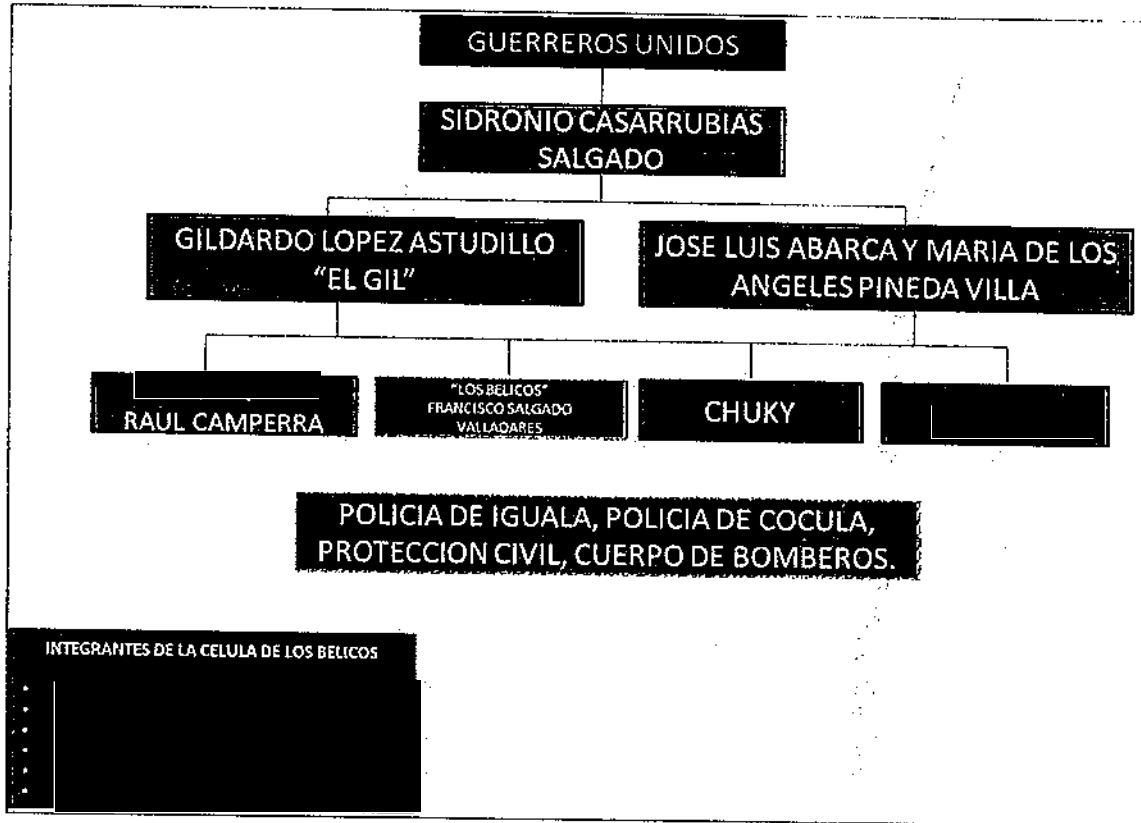 GUERREROS UNIDOS
SIDRONIO CASARRUBIAS
SALGADO
GILDARDO LOPEZ ASTUDILLO
"EL GIL"
JOSE LUIS ABARCA Y MARIA DE LOS
ANGELES PINEDA VILLA
RAUL CAMPERRA
"LOS BELICOS"
FRANCISCO SALGADO
VALLADARES
CHUKY
POLICIA DE IGUALA, POLICIA DE COCULA,
PROTECCION CIVIL, CUERPO DE BOMBEROS.
INTEGRANTES DE LA CELULA DE LOS BELICOS